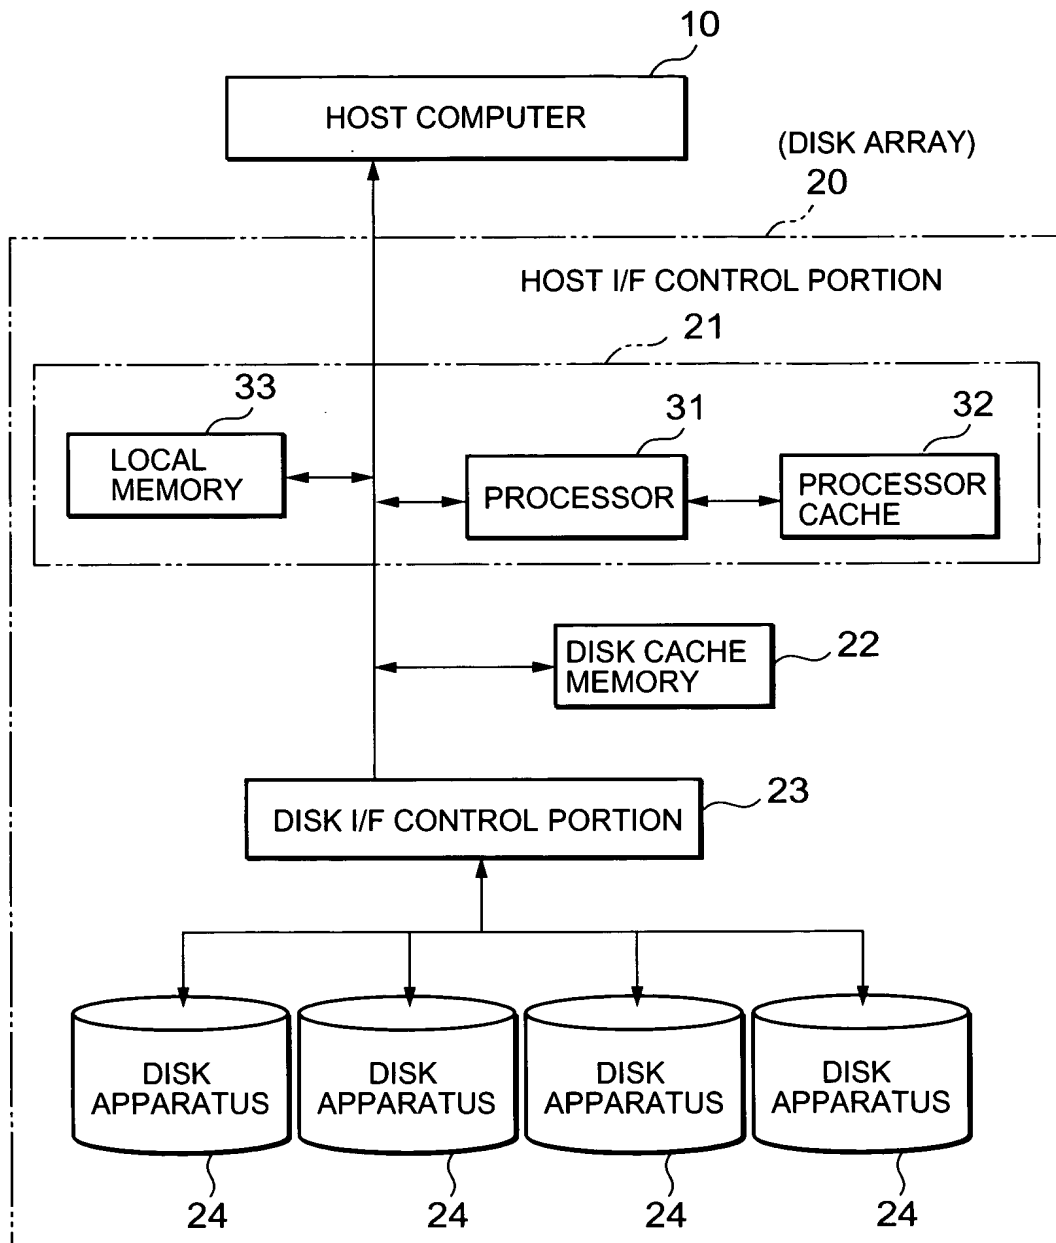 10
HOST COMPUTER
(DISK ARRAY)
20
HOST I/F CONTROL PORTION
21
33
LOCAL
MEMORY
31
PROCESSOR
32
PROCESSOR
CACHE
DISK CACHE
MEMORY
22
DISK I/F CONTROL PORTION
23
DISK
APPARATUS
DISK
APPARATUS
DISK
APPARATUS
DISK
APPARATUS
24
24
24
24